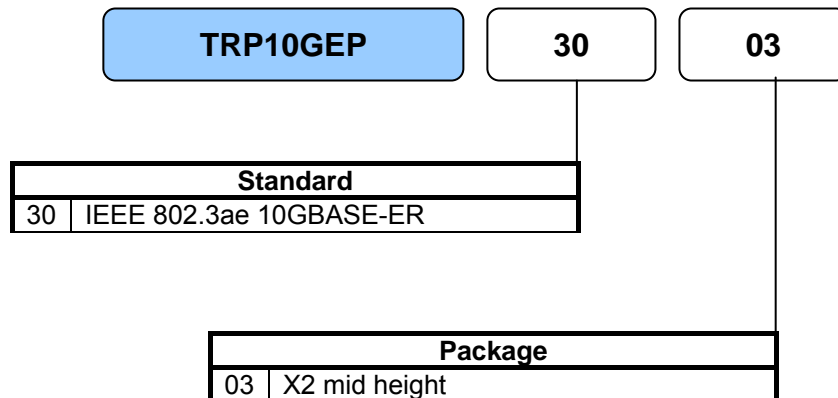 TRP10GEP 30 03
Standard
30 IEEE 802.3ae 10GBASE-ER
Package
03 X2 mid height